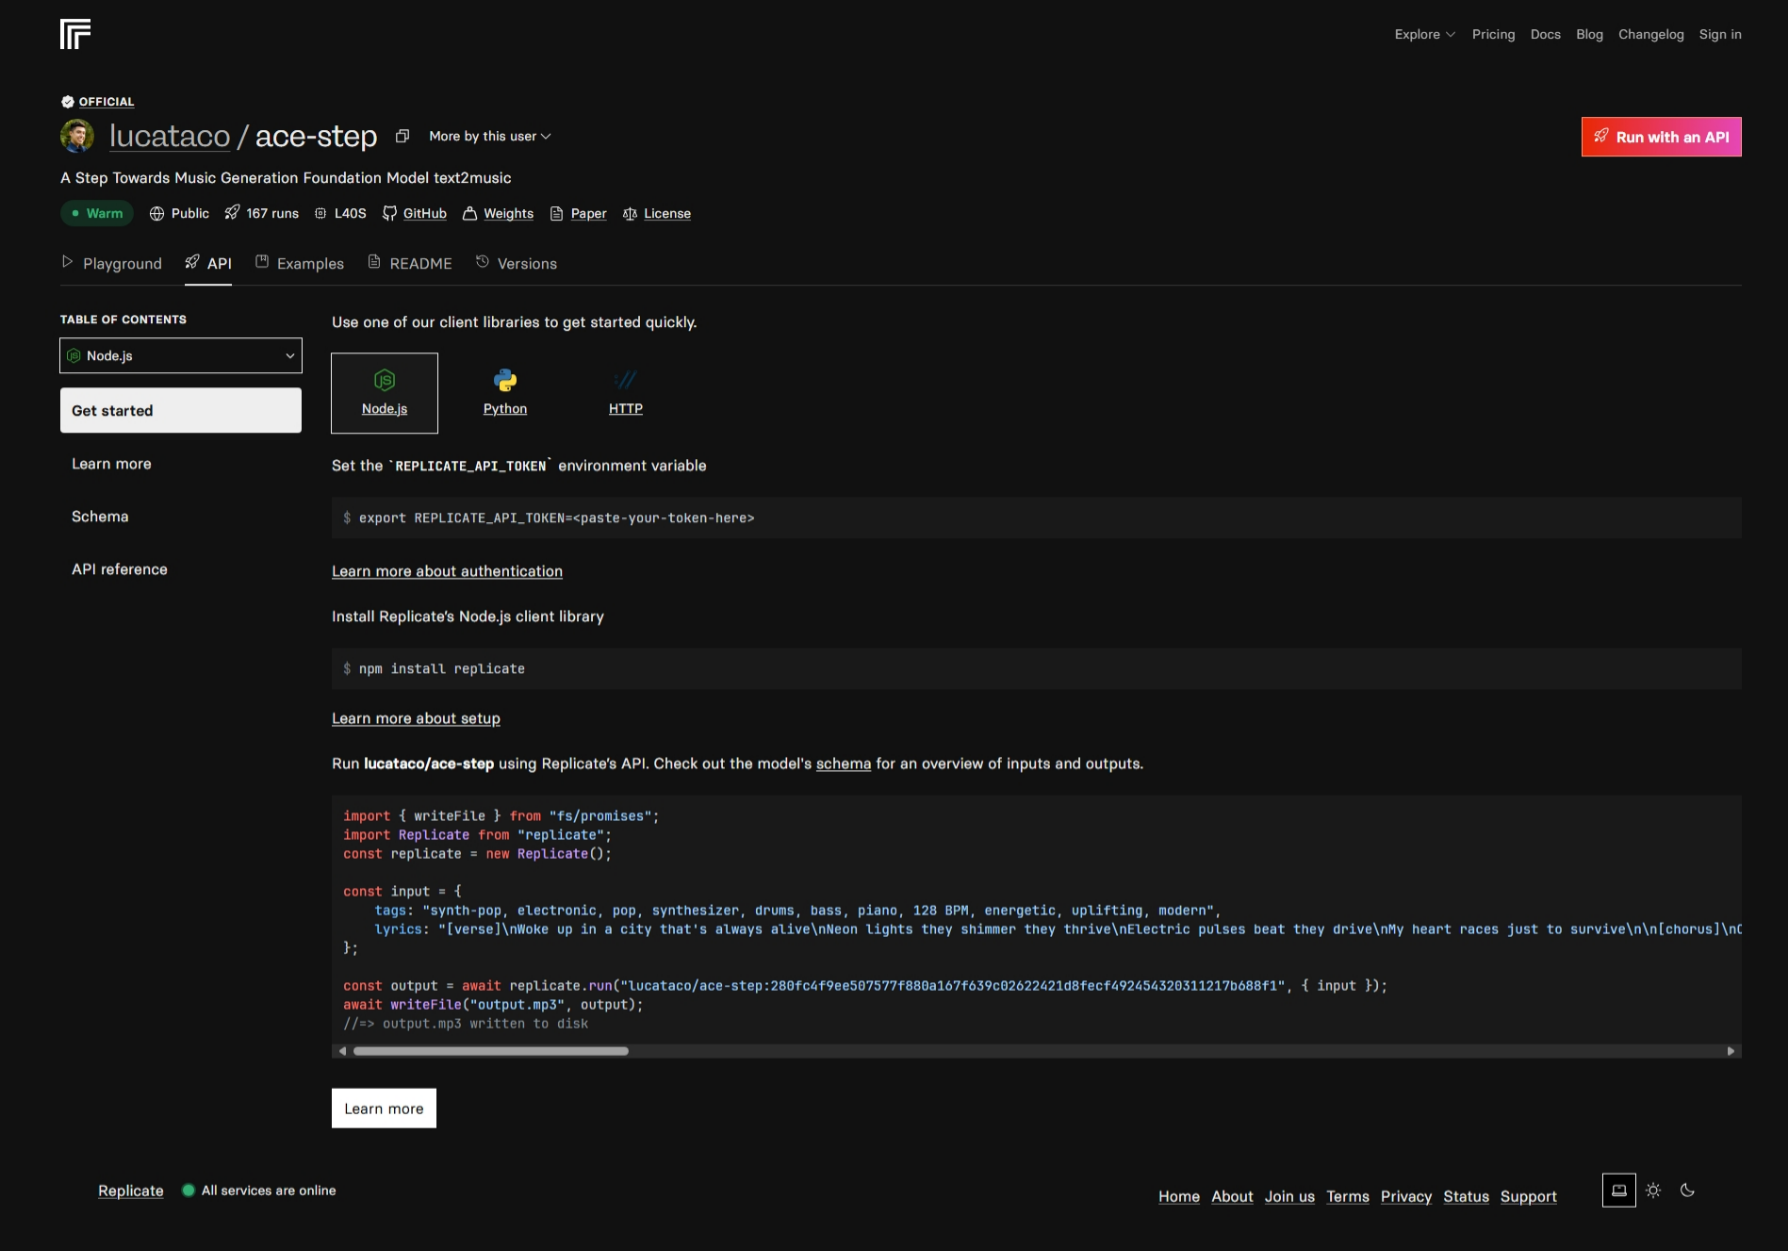 Explore Pricing Docs Blog Changelog Sign in
OFFICIAL
lucataco / ace-step More by this user
Run with an API
A Step Towards Music Generation Foundation Model text2music
Warm Public 167 runs L40S GitHub Weights Paper License
Playground API Examples README Versions
TABLE OF CONTENTS
Node.js
Get started
Learn more
Schema
API reference
Use one of our client libraries to get started quickly.
Node.js Python HTTP
Set the `REPLICATE_API_TOKEN` environment variable
$ export REPLICATE_API_TOKEN=<paste-your-token-here>
Learn more about authentication
Install Replicate's Node.js client library
$ npm install replicate
Learn more about setup
Run lucataco/ace-step using Replicate's API. Check out the model's schema for an overview of inputs and outputs.
import { writeFile } from "fs/promises";
import Replicate from "replicate";
const replicate = new Replicate();
const input = {
tags: "synth-pop, electronic, pop, synthesizer, drums, bass, piano, 128 BPM, energetic, uplifting, modern",
lyrics: "[verse]\nWoke up in a city that's always alive\nNeon lights they shimmer they thrive\nElectric pulses beat they drive\nMy heart races just to survive\n\n[chorus]\n
};
const output = await replicate.run("lucataco/ace-step:280fc4f9ee507577f880a167f639c02622421d8fecf492454320311217b688f1", { input });
await writeFile("output.mp3", output);
//=> output.mp3 written to disk
Learn more
Replicate All services are online
Home About Join us Terms Privacy Status Support